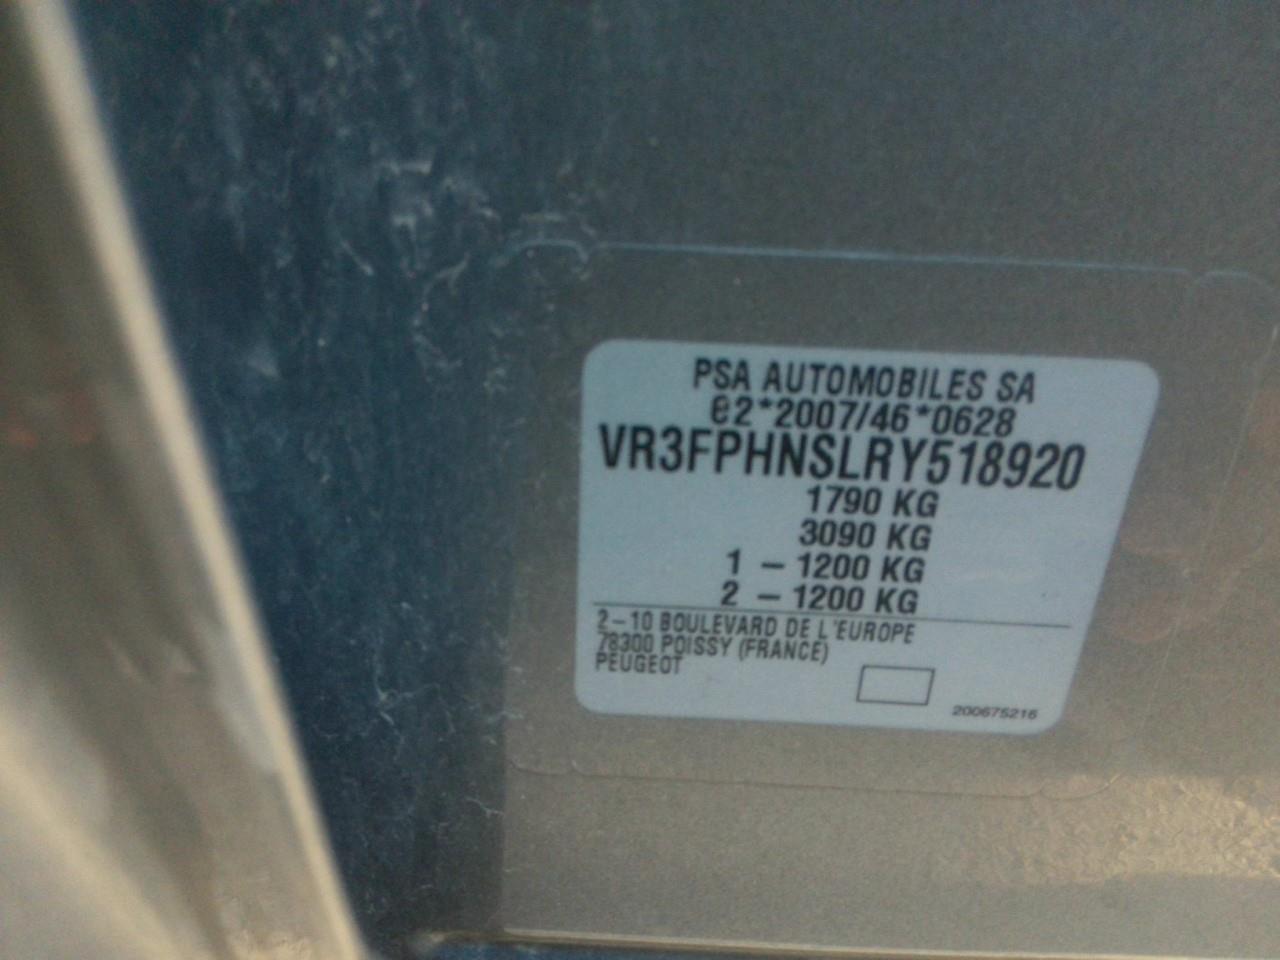 PSA AUTOMOBILES SA
e2*2007/46*0628
VR3FPHNSLRY518920
1790 KG
3090 KG
1 – 1200 KG
2 – 1200 KG
2–10 BOULEVARD DE L'EUROPE
78300 POISSY (FRANCE)
PEUGEOT
200675216